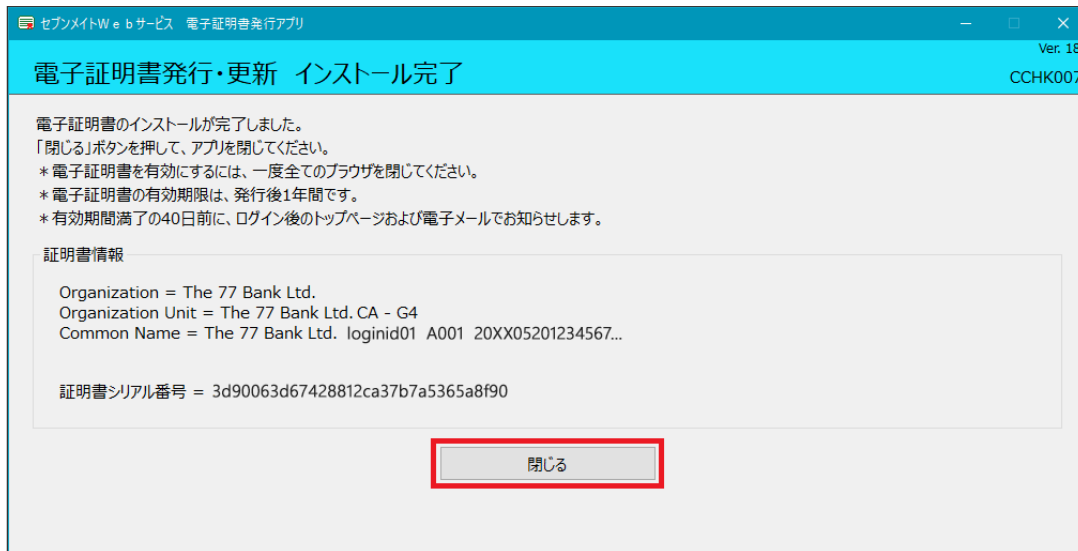 セブンメイトWebサービス 電子証明書発行アプリ
Ver. 18
電子証明書発行・更新 インストール完了
CCHK007
電子証明書のインストールが完了しました。
「閉じる」ボタンを押して、アプリを閉じてください。
＊電子証明書を有効にするには、一度全てのブラウザを閉じてください。
＊電子証明書の有効期限は、発行後1年間です。
＊有効期間満了の40日前に、ログイン後のトップページおよび電子メールでお知らせします。
証明書情報
Organization = The 77 Bank Ltd.
Organization Unit = The 77 Bank Ltd. CA - G4
Common Name = The 77 Bank Ltd. loginid01 A001 20XX05201234567...
証明書シリアル番号 = 3d90063d67428812ca37b7a5365a8f90
閉じる